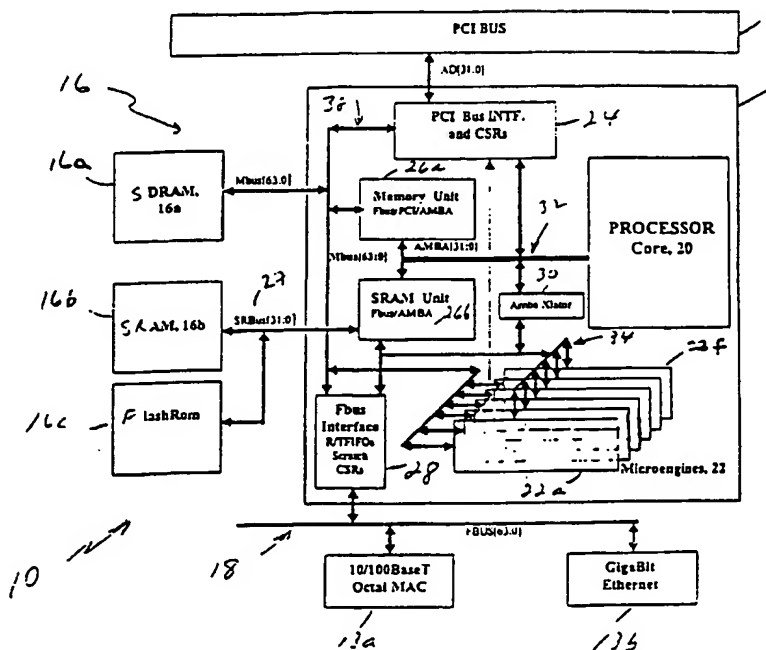 PCI BUS
AD[31:0]
16
38
PCI Bus INTF.
and CSRs
24
16a
SDRAM,
16a
Mbus[63:0]
26a
Memory Unit
Fbus/PCI/AMBA
32
PROCESSOR
Core, 20
AMBA[31:0]
Mbus[63:0]
30
Amba Xlator
16b
SRAM, 16b
27
SRBus[31:0]
SRAM Unit
Fbus/AMBA
26b
34
22f
16c
FlashRom
Fbus
Interface
R/TFIFOs
Scratch
CSRs
28
22a
Microengines, 22
10
18
FBUS[63:0]
10/100BaseT
Octal MAC
GigaBit
Ethernet
13a
13b